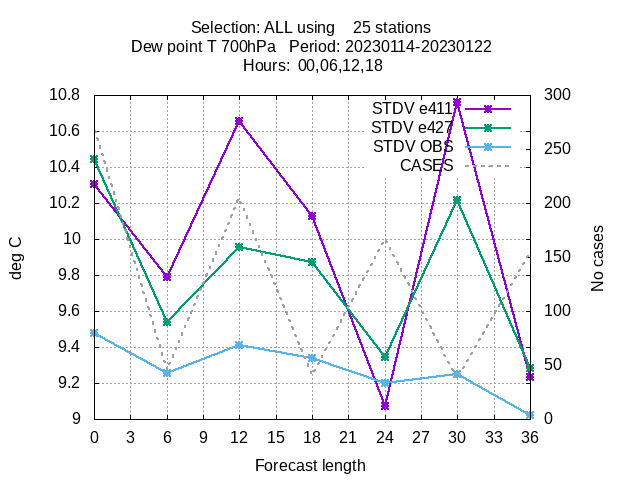 Selection: ALL using    25 stations
Dew point T 700hPa   Period: 20230114-20230122
Hours:  00,06,12,18
10.8
10.6
10.4
10.2
10
9.8
9.6
9.4
9.2
9
deg C
STDV e411
STDV e427
STDV OBS
CASES
300
250
200
150
100
50
0
No cases
0 3 6 9 12 15 18 21 24 27 30 33 36
Forecast length